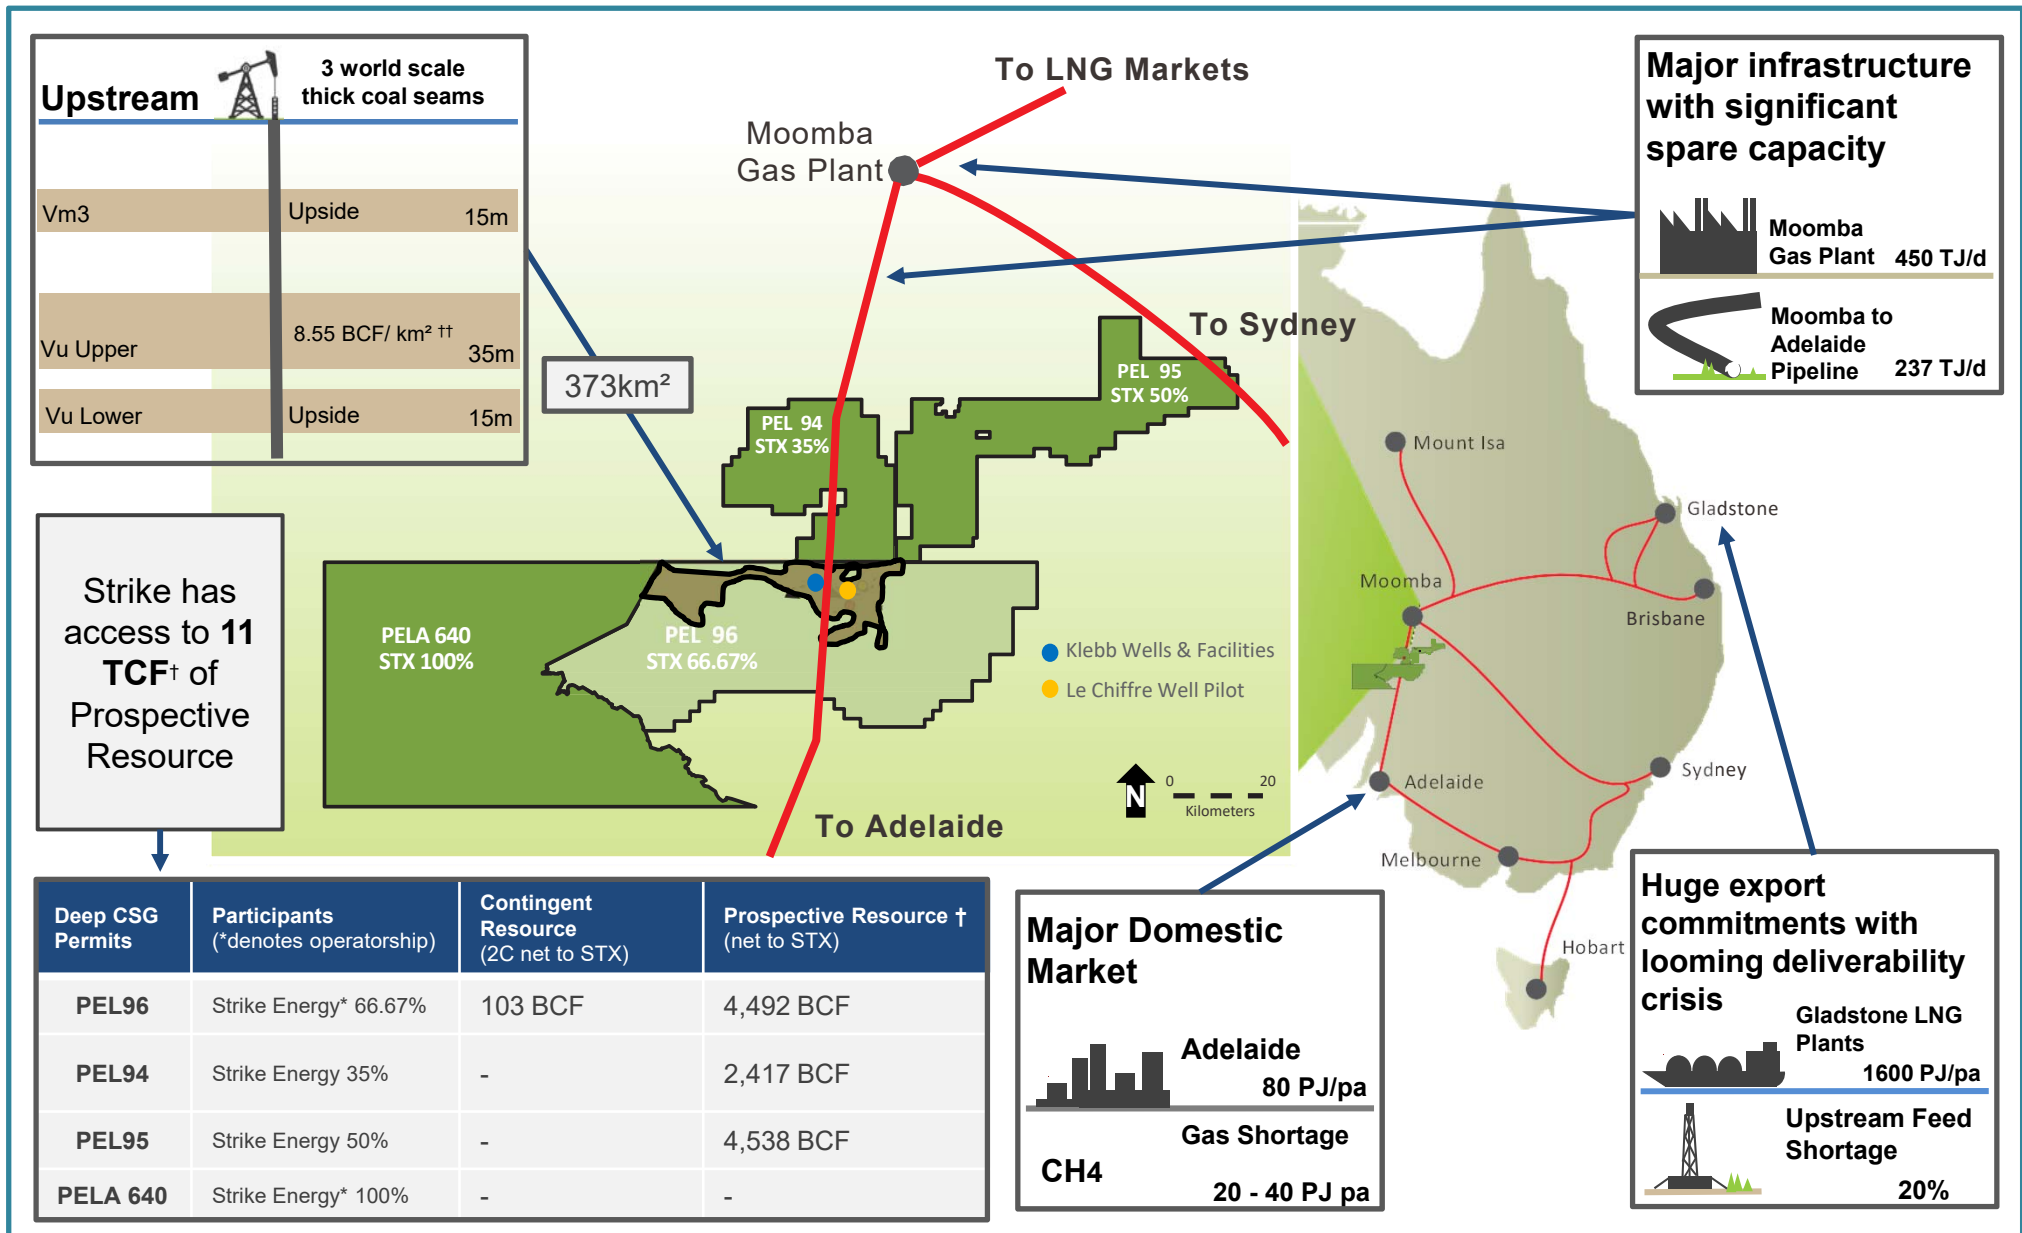 Upstream
3 world scale
thick coal seams
Vm3
Upside
15m
Vu Upper
8.55 BCF/ km² ††
35m
Vu Lower
Upside
15m
373km²
Strike has
access to 11
TCF† of
Prospective
Resource
To LNG Markets
Moomba
Gas Plant
To Sydney
PEL 95
STX 50%
PEL 94
STX 35%
PELA 640
STX 100%
PEL 96
STX 66.67%
Klebb Wells & Facilities
Le Chiffre Well Pilot
N
0
20
Kilometers
To Adelaide
Major infrastructure
with significant
spare capacity
Moomba
Gas Plant
450 TJ/d
Moomba to
Adelaide
Pipeline
237 TJ/d
Mount Isa
Gladstone
Moomba
Brisbane
Sydney
Adelaide
Melbourne
Hobart
Deep CSG
Permits
Participants
(*denotes operatorship)
Contingent
Resource
(2C net to STX)
Prospective Resource †
(net to STX)
PEL96
Strike Energy* 66.67%
103 BCF
4,492 BCF
PEL94
Strike Energy 35%
-
2,417 BCF
PEL95
Strike Energy 50%
-
4,538 BCF
PELA 640
Strike Energy* 100%
-
-
Major Domestic
Market
Adelaide
80 PJ/pa
Gas Shortage
CH4
20 - 40 PJ pa
Huge export
commitments with
looming deliverability
crisis
Gladstone LNG
Plants
1600 PJ/pa
Upstream Feed
Shortage
20%